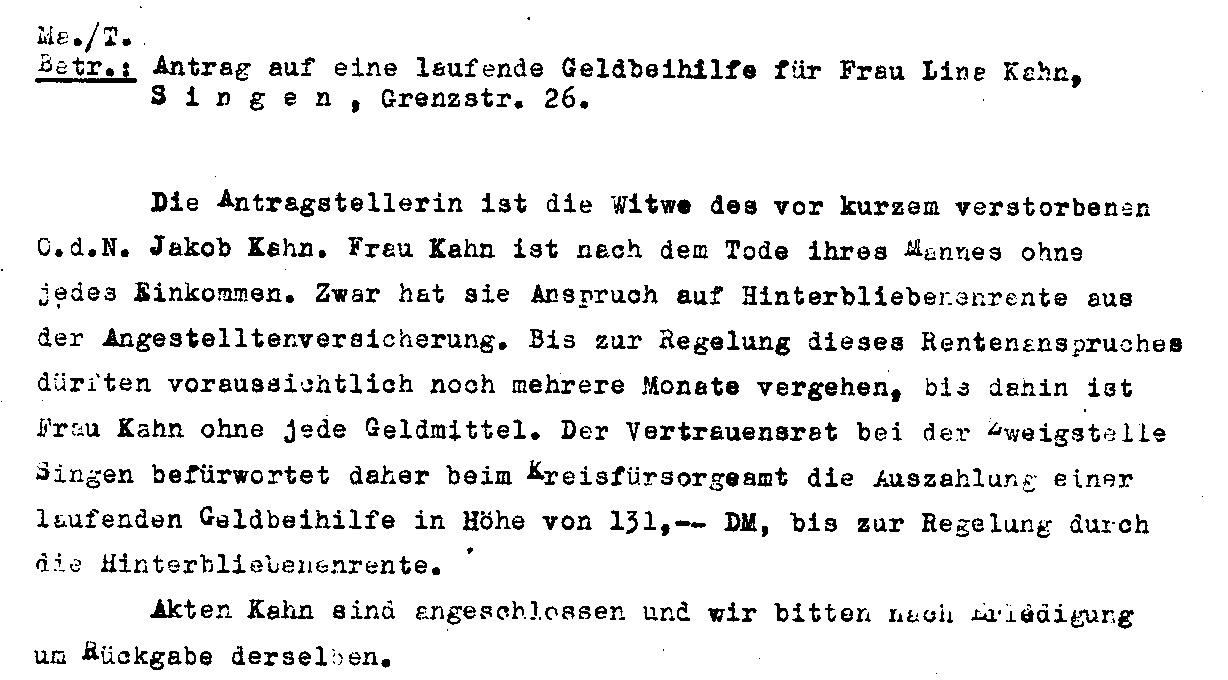 Ma./T.
Betr.: Antrag auf eine laufende Geldbeihilfe für Frau Line Kahn,
S i n g e n , Grenzstr. 26.
Die Antragstellerin ist die Witwe des vor kurzem verstorbenen
O.d.N. Jakob Kahn. Frau Kahn ist nach dem Tode ihres Mannes ohne
jedes Einkommen. Zwar hat sie Anspruch auf Hinterbliebenenrente aus
der Angestelltenversicherung. Bis zur Regelung dieses Rentenanspruches
dürften voraussichtlich noch mehrere Monate vergehen, bis dahin ist
Frau Kahn ohne jede Geldmittel. Der Vertrauensrat bei der Zweigstelle
Singen befürwortet daher beim Kreisfürsorgeamt die Auszahlung einer
laufenden Geldbeihilfe in Höhe von 131,-- DM, bis zur Regelung durch
die Hinterbliebenenrente.
Akten Kahn sind angeschlossen und wir bitten nach Erledigung
um Rückgabe derselben.